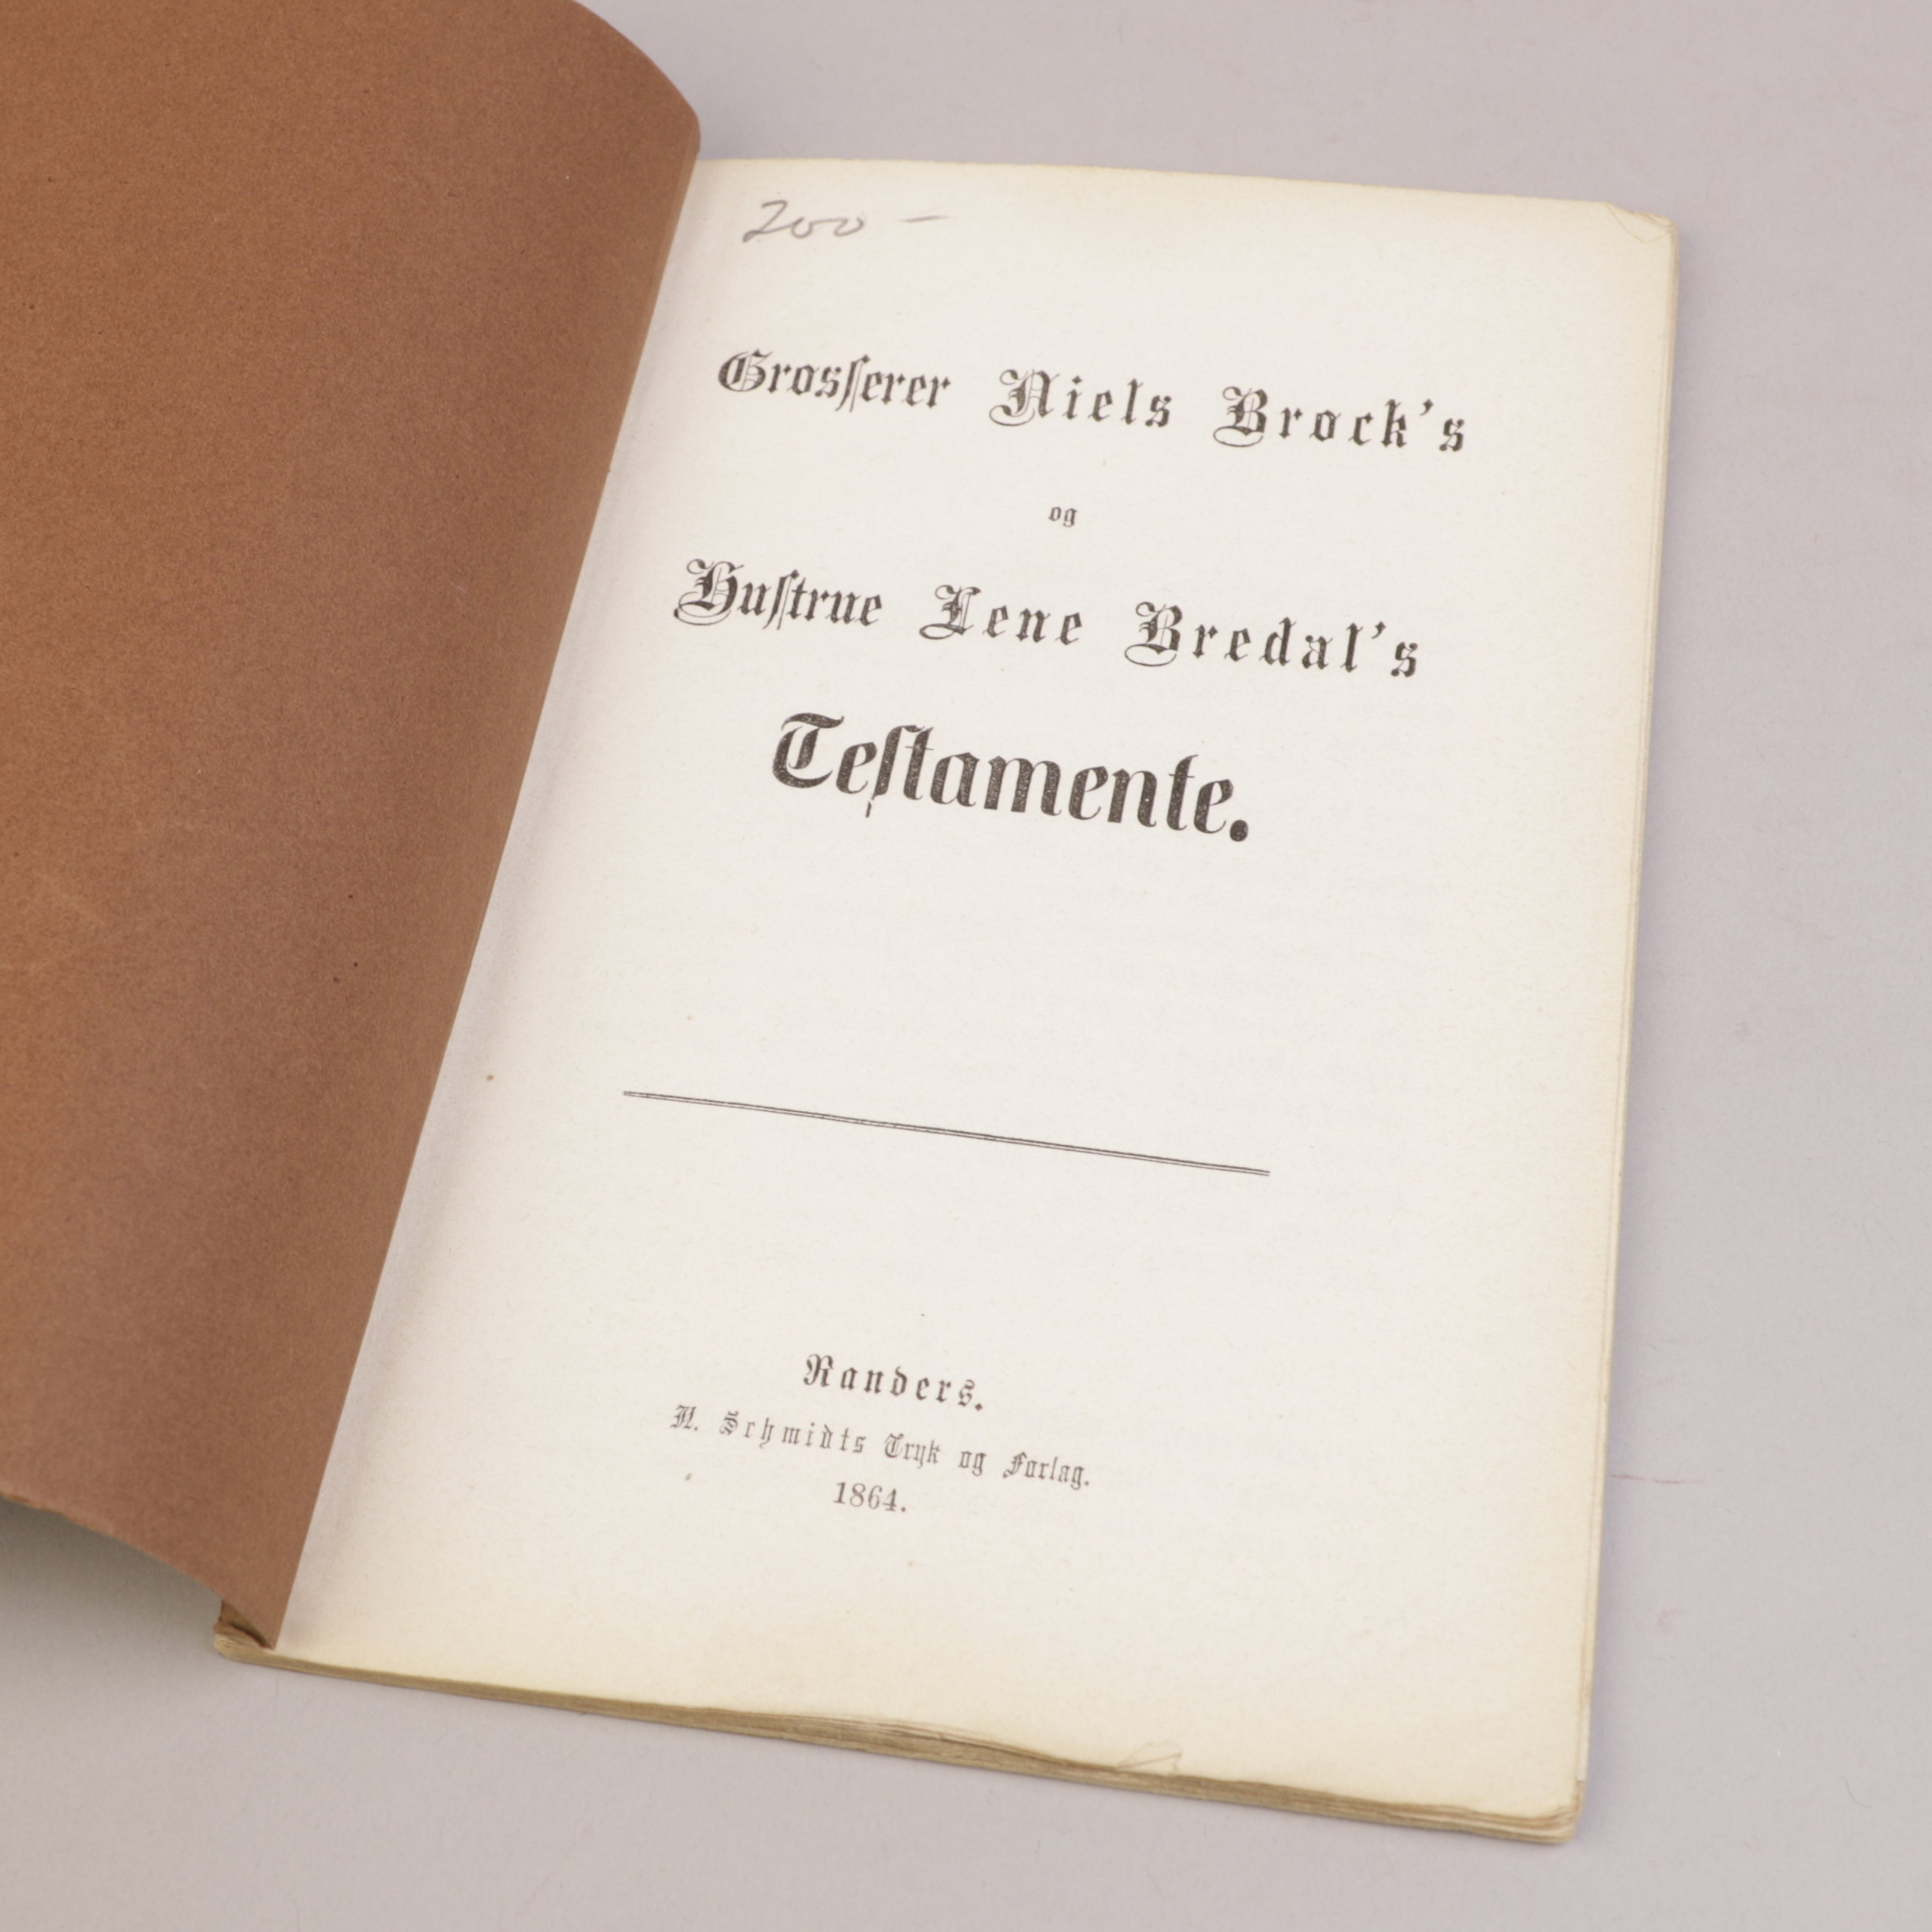 200 -
Grosſerer Niels Brock's
og
Huſtrue Lene Bredal's
Teſtamente.
Randers.
N. Schmidts Tryk og Forlag.
1864.